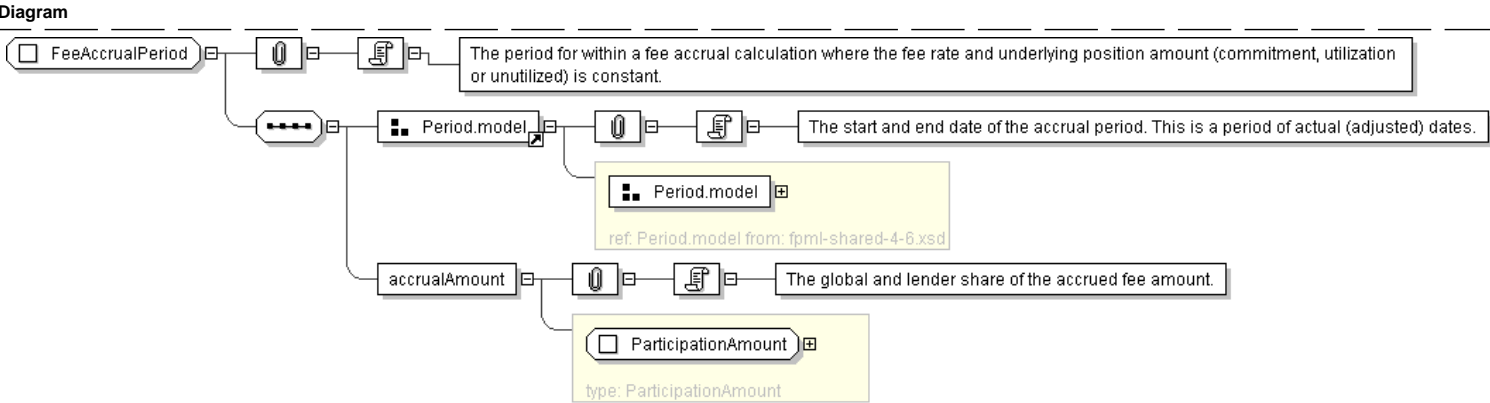 Diagram
FeeAccrualPeriod
The period for within a fee accrual calculation where the fee rate and underlying position amount (commitment, utilization
or unutilized) is constant.
Period.model
The start and end date of the accrual period. This is a period of actual (adjusted) dates.
Period.model
ref: Period.model from: fpml-shared-4-6.xsd
accrualAmount
The global and lender share of the accrued fee amount.
ParticipationAmount
type: ParticipationAmount